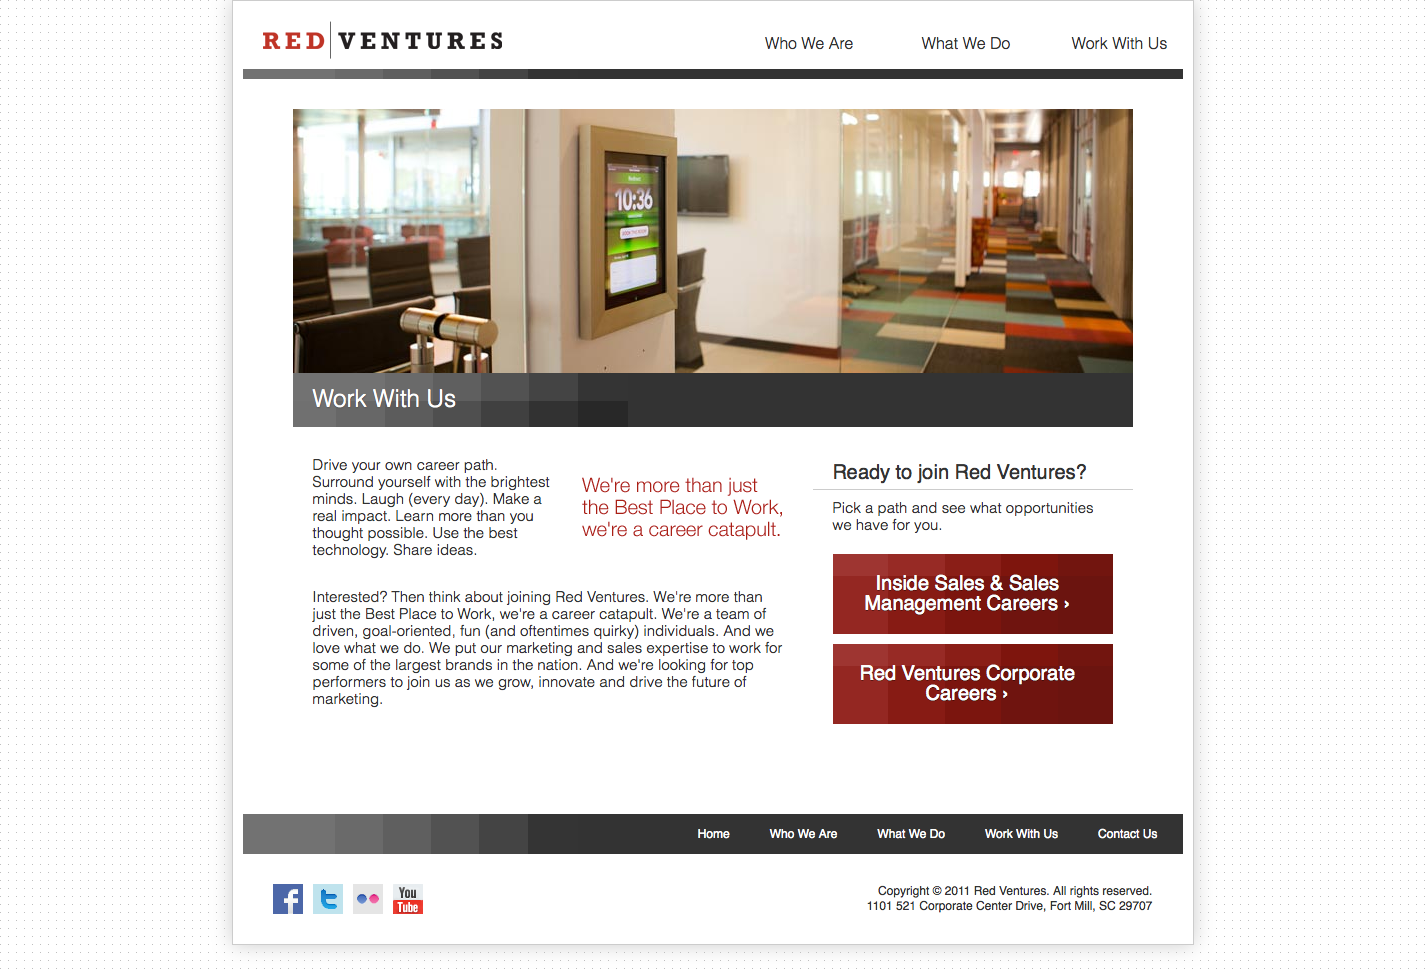 RED VENTURES
Who We Are
What We Do
Work With Us
10:36
Work With Us
Drive your own career path.
Surround yourself with the brightest
minds. Laugh (every day). Make a
real impact. Learn more than you
thought possible. Use the best
technology. Share ideas.
We're more than just
the Best Place to Work,
we're a career catapult.
Interested? Then think about joining Red Ventures. We're more than
just the Best Place to Work, we're a career catapult. We're a team of
driven, goal-oriented, fun (and oftentimes quirky) individuals. And we
love what we do. We put our marketing and sales expertise to work for
some of the largest brands in the nation. And we're looking for top
performers to join us as we grow, innovate and drive the future of
marketing.
Ready to join Red Ventures?
Pick a path and see what opportunities
we have for you.
Inside Sales & Sales
Management Careers ›
Red Ventures Corporate
Careers ›
Home
Who We Are
What We Do
Work With Us
Contact Us
You
Tube
Copyright © 2011 Red Ventures. All rights reserved.
1101 521 Corporate Center Drive, Fort Mill, SC 29707